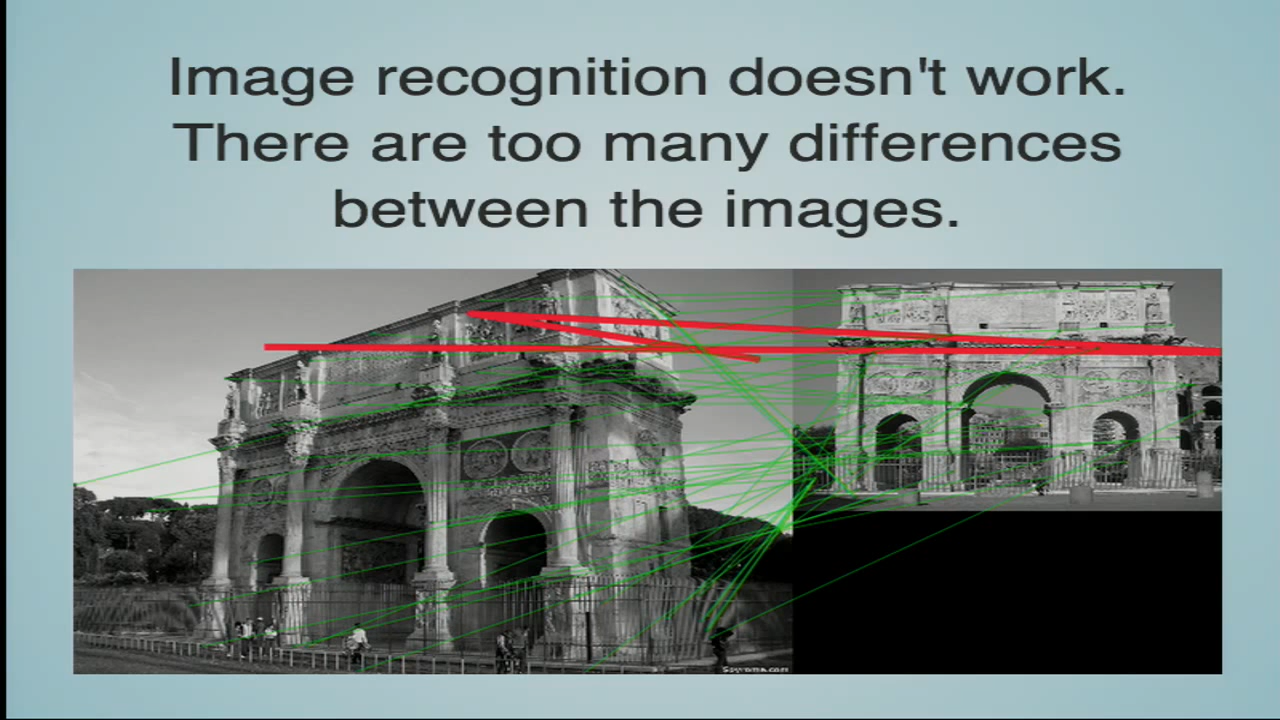 Image recognition doesn't work.
There are too many differences
between the images.